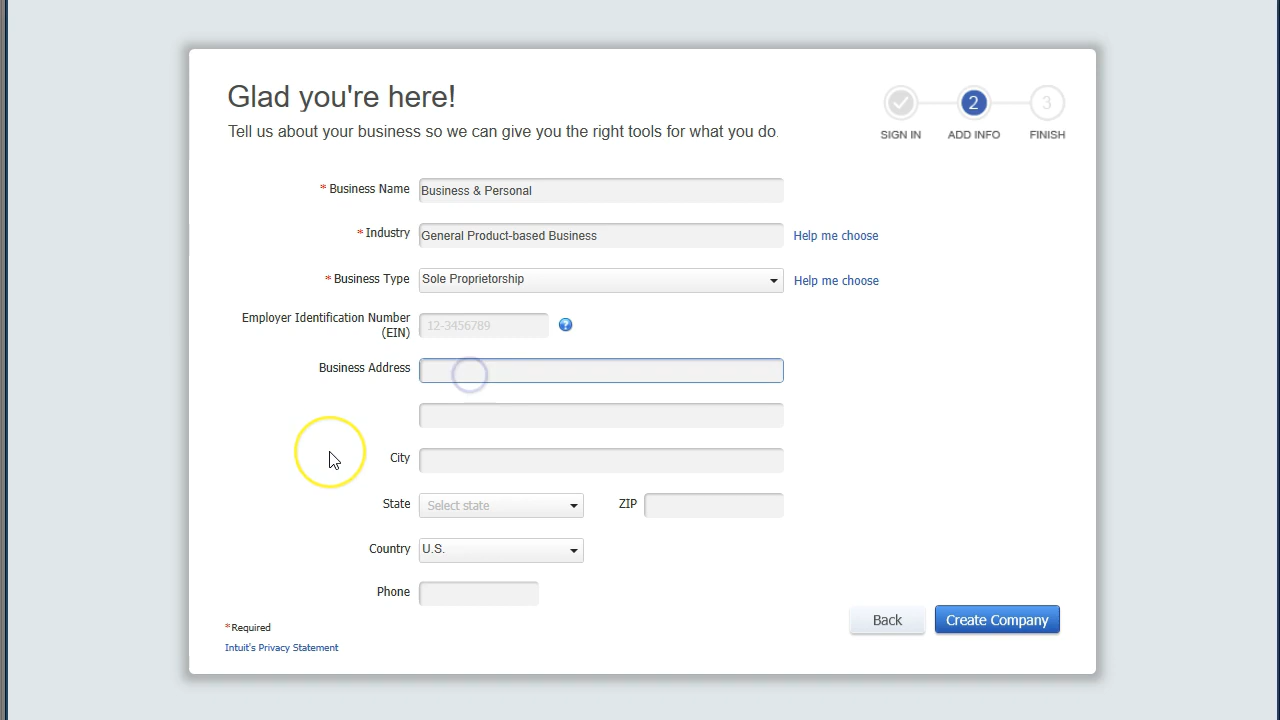 Glad you're here!
Tell us about your business so we can give you the right tools for what you do.
2
3
SIGN IN
ADD INFO
FINISH
* Business Name
Business & Personal
* Industry
General Product-based Business
Help me choose
* Business Type
Sole Proprietorship
Help me choose
Employer Identification Number
(EIN)
12-3456789
?
Business Address
City
State
Select state
ZIP
Country
U.S.
Phone
*Required
Intuit's Privacy Statement
Back
Create Company